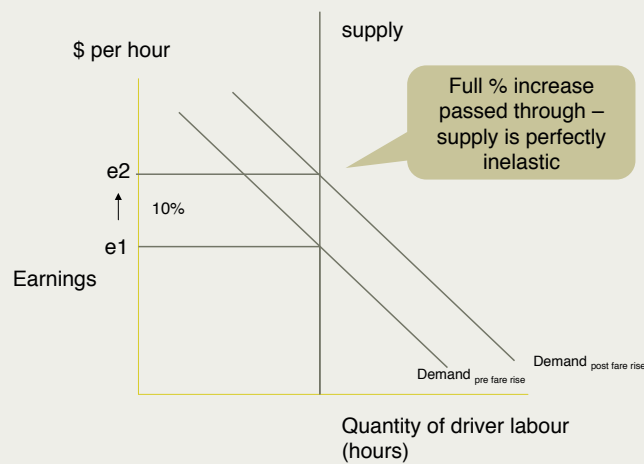 supply
$ per hour
Full % increase
passed through –
supply is perfectly
inelastic
e2
10%
e1
Earnings
Demand pre fare rise
Demand post fare rise
Quantity of driver labour
(hours)